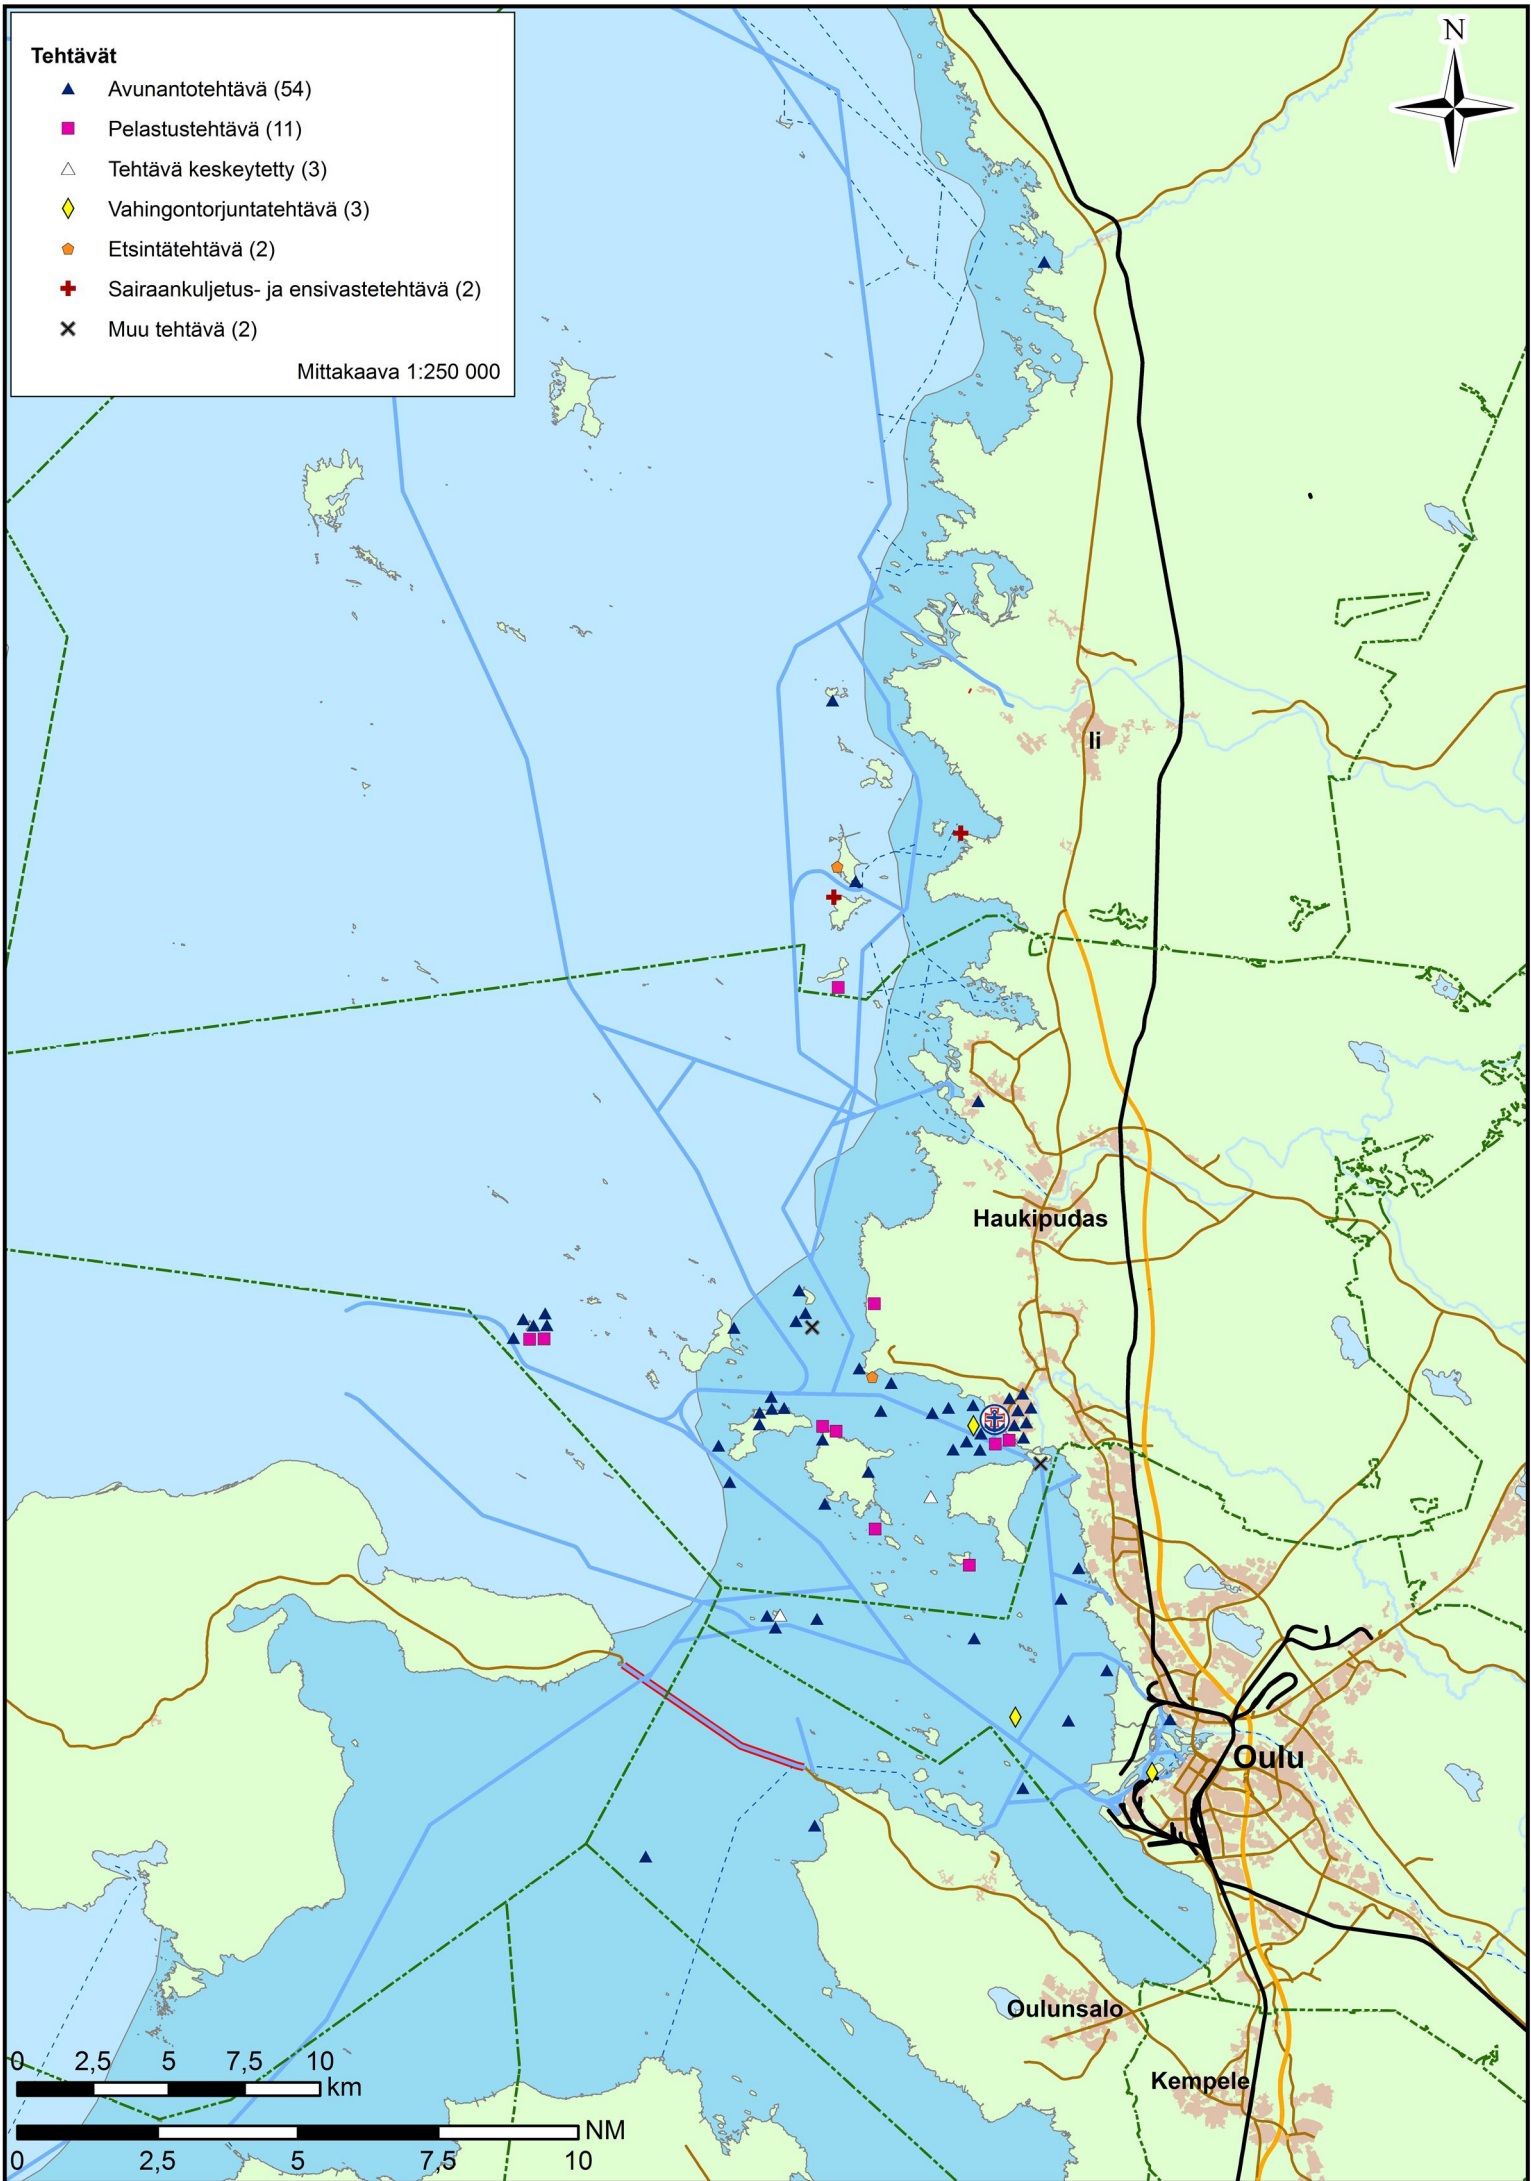 Tehtävät
Avunantotehtävä (54)
Pelastustehtävä (11)
Tehtävä keskeytetty (3)
Vahingontorjuntatehtävä (3)
Etsintätehtävä (2)
Sairaankuljetus- ja ensivastetehtävä (2)
Muu tehtävä (2)
Mittakaava 1:250 000
N
Ii
Haukipudas
Oulu
Oulunsalo
Kempele
0 2,5 5 7,5 10
km
NM
0 2,5 5 7,5 10